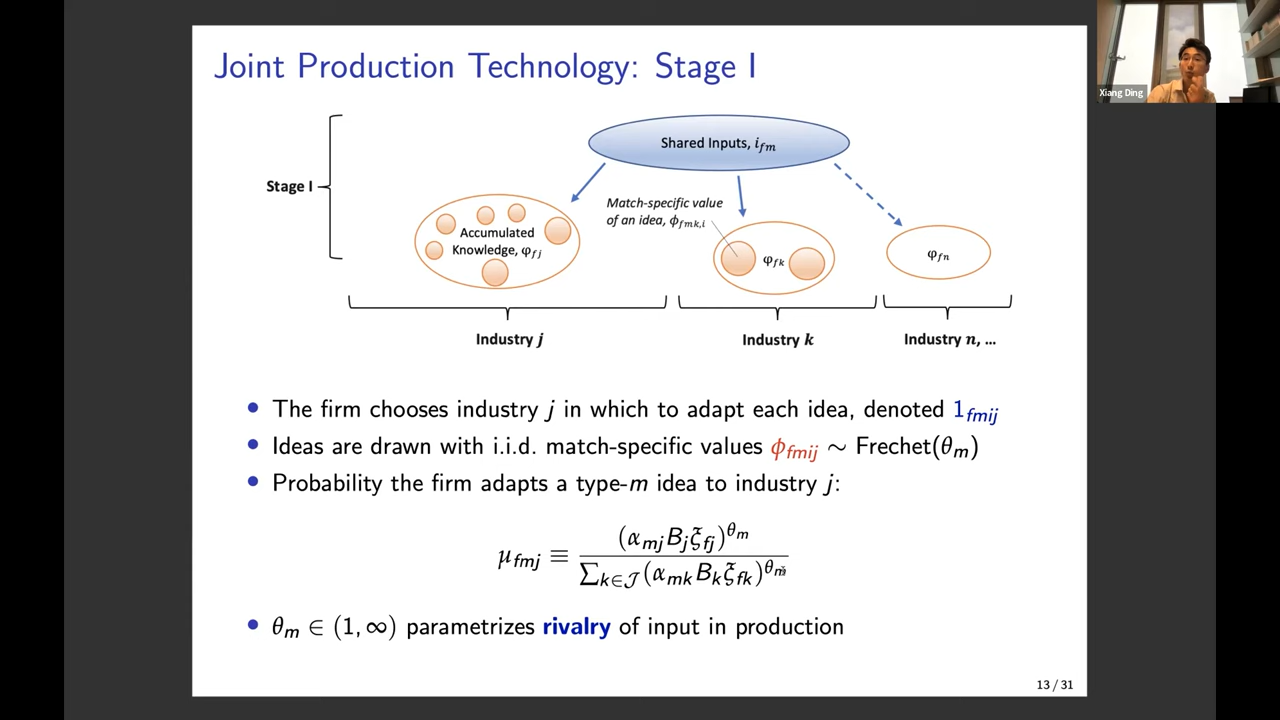 Joint Production Technology: Stage I
Xiang Ding
Shared Inputs, i_fm
Stage I
Match-specific value
of an idea, ϕ_fmk,i
Accumulated
Knowledge, φ_fj
φ_fk
φ_fn
Industry j
Industry k
Industry n, ...
• The firm chooses industry j in which to adapt each idea, denoted 1_fmij
• Ideas are drawn with i.i.d. match-specific values ϕ_fmij ∼ Frechet(θ_m)
• Probability the firm adapts a type-m idea to industry j:
μ_fmj ≡ (α_mj B_j ξ_fj)^θ_m / ∑_k∈𝒥 (α_mk B_k ξ_fk)^θ_m
• θ_m ∈ (1, ∞) parametrizes rivalry of input in production
13 / 31